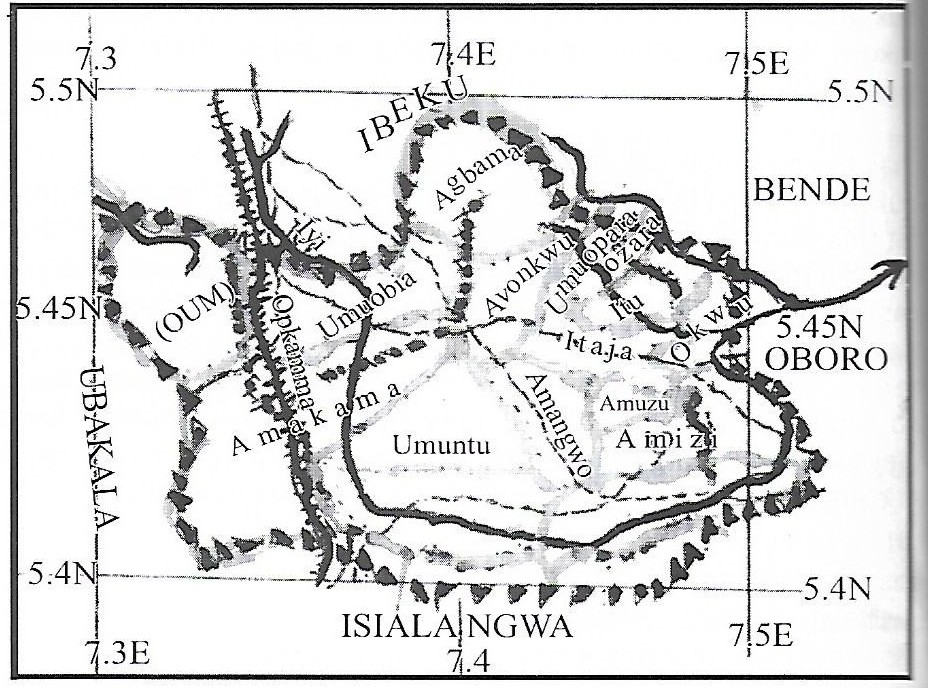 7.3
7.4E
7.5E
5.5N
5.5N
IBEKU
Agbama
BENDE
Iyi
Umuopara
Ozara
Avonkwu
Umuobia
5.45N
(OUM)
Itu
Okwu
5.45N
OBORO
Opkamma
Itaja
UBAKALA
Amakama
Amangwo
Amuzu
Umuntu
Amizi
5.4N
5.4N
ISIALA NGWA
7.3E
7.4
7.5E